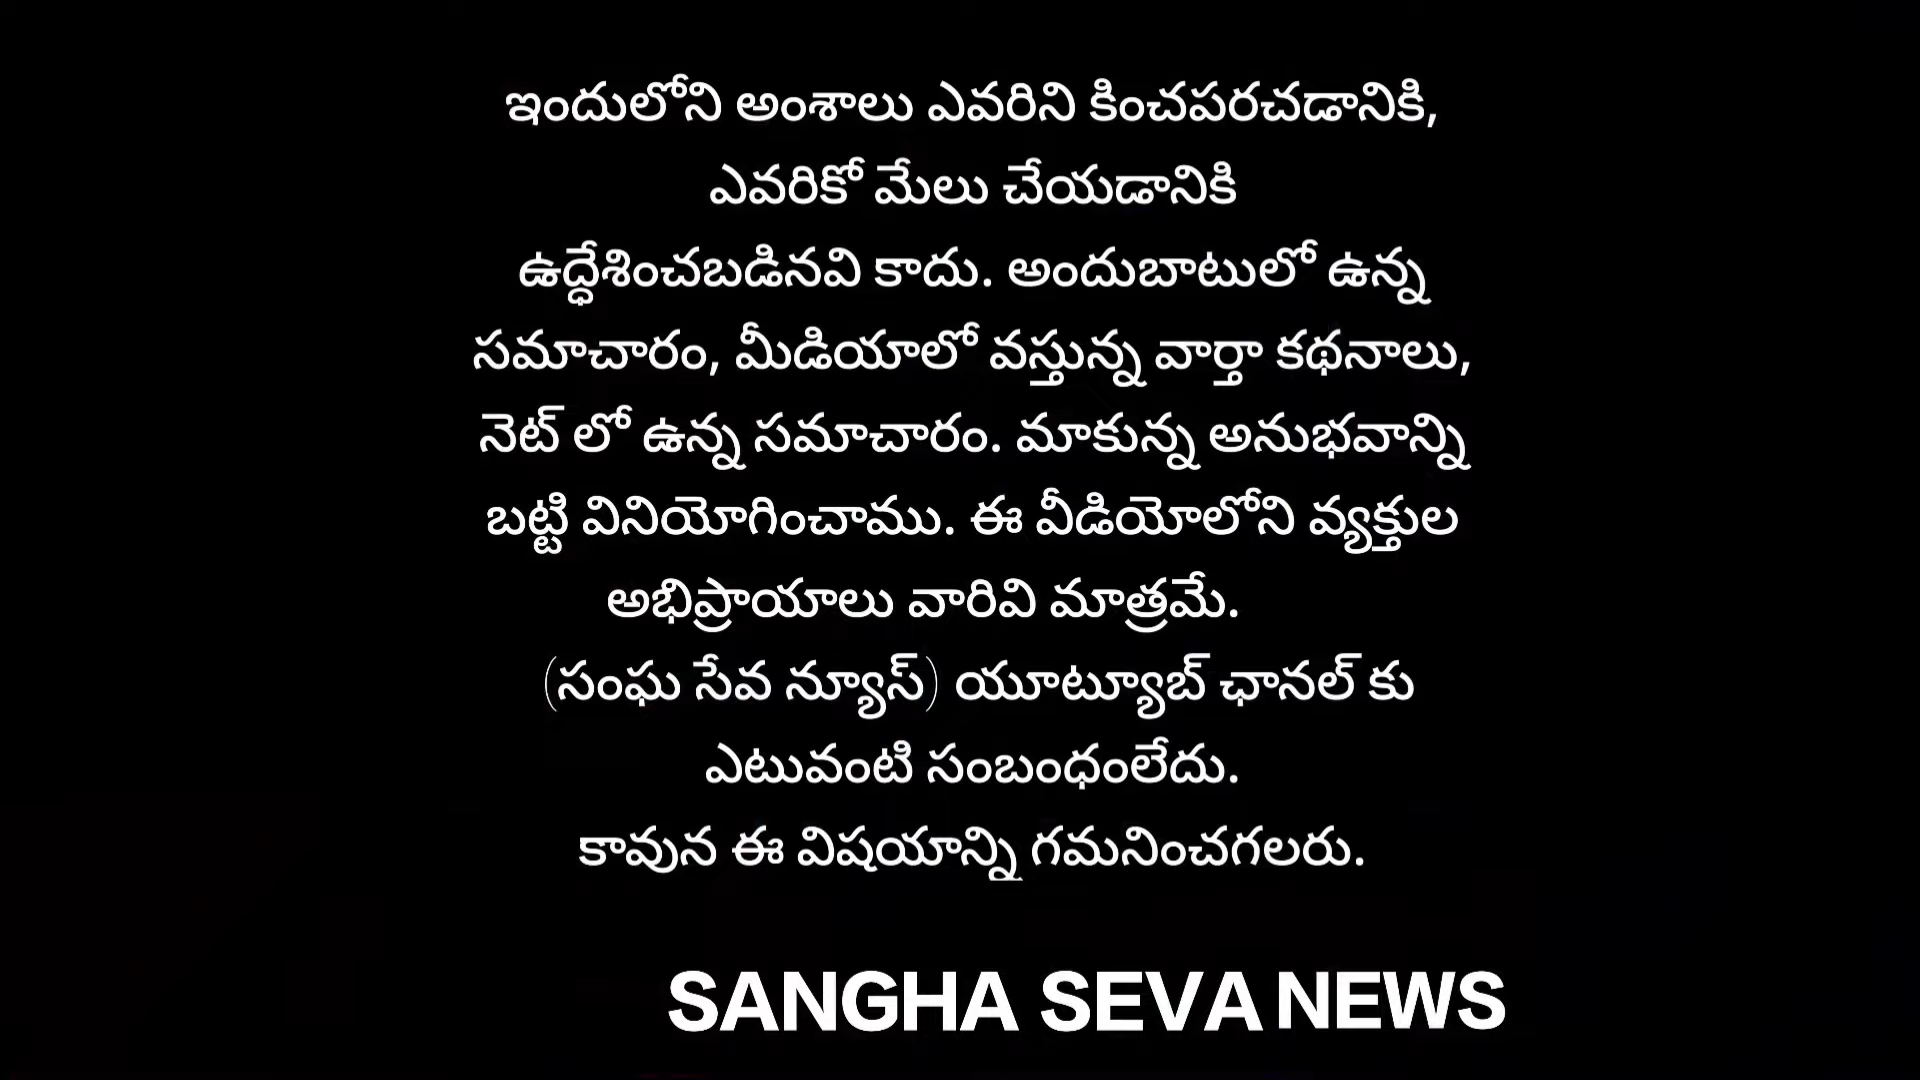 ఇందులోని అంశాలు ఎవరిని కించపరచడానికి,
ఎవరికో మేలు చేయడానికి
ఉద్ధేశించబడినవి కాదు. అందుబాటులో ఉన్న
సమాచారం, మీడియాలో వస్తున్న వార్తా కథనాలు,
నెట్ లో ఉన్న సమాచారం. మాకున్న అనుభవాన్ని
బట్టి వినియోగించాము. ఈ వీడియోలోని వ్యక్తుల
అభిప్రాయాలు వారివి మాత్రమే.
(సంఘ సేవ న్యూస్) యూట్యూబ్ ఛానల్ కు
ఎటువంటి సంబంధంలేదు.
కావున ఈ విషయాన్ని గమనించగలరు.
SANGHA SEVA NEWS